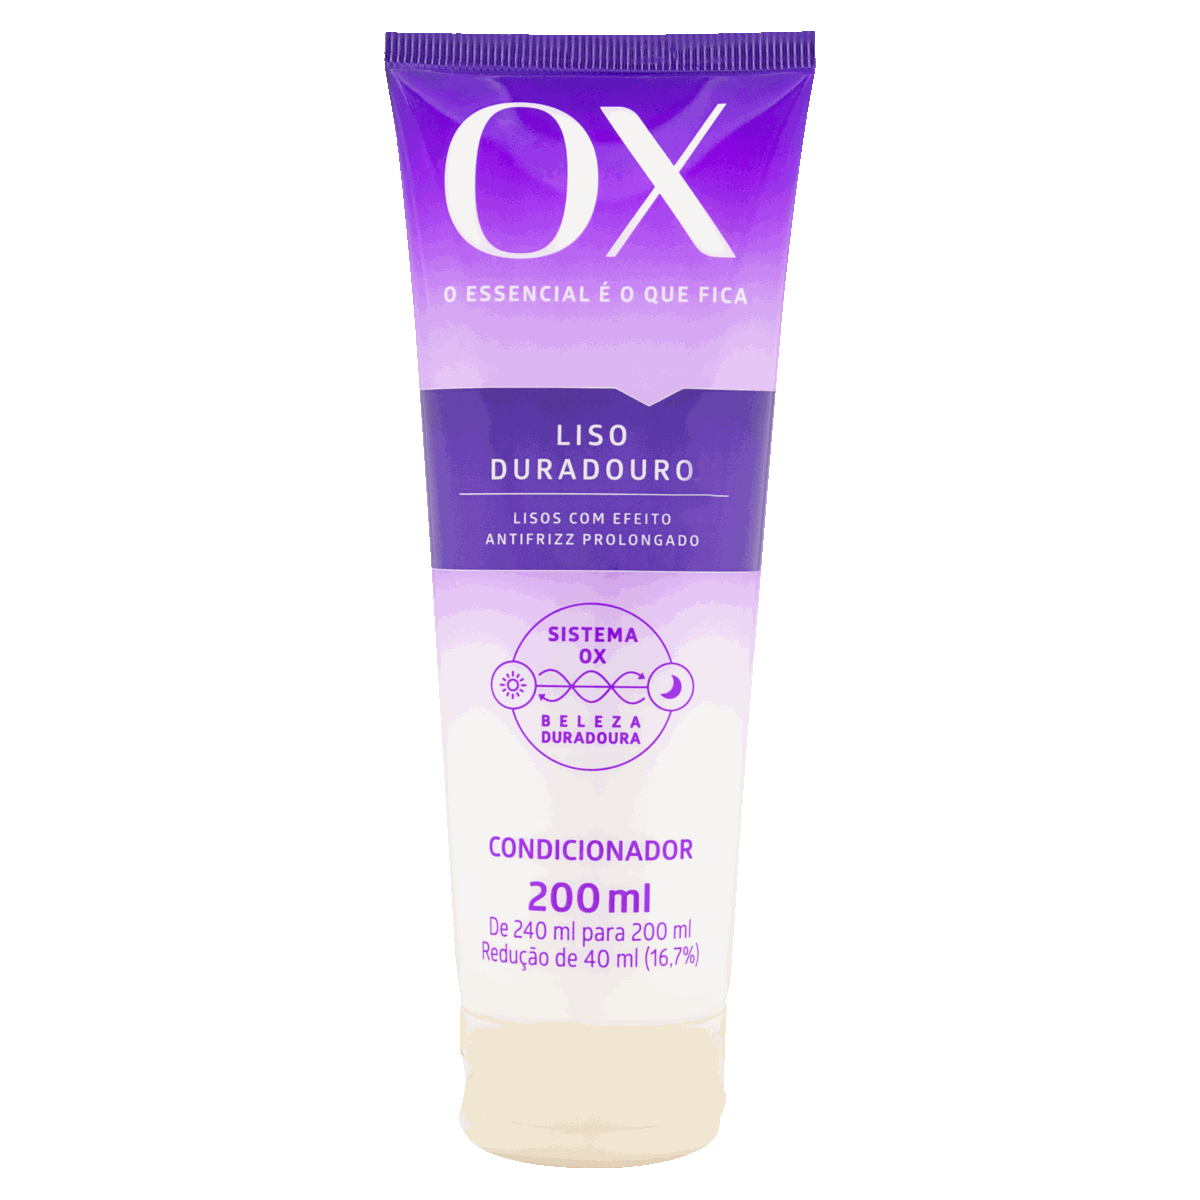 OX
O ESSENCIAL É O QUE FICA
LISO
DURADOURO
LISOS COM EFEITO
ANTIFRIZZ PROLONGADO
SISTEMA
OX
BELEZA
DURADOURA
CONDICIONADOR
200 ml
De 240 ml para 200 ml
Redução de 40 ml (16,7%)